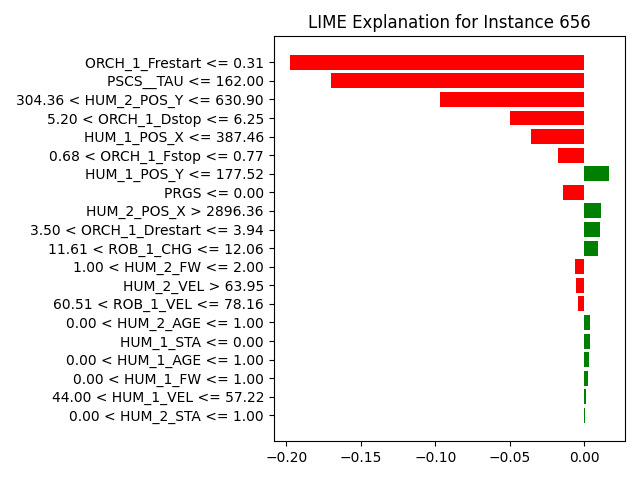 LIME Explanation for Instance 656
ORCH_1_Frestart <= 0.31
PSCS__TAU <= 162.00
304.36 < HUM_2_POS_Y <= 630.90
5.20 < ORCH_1_Dstop <= 6.25
HUM_1_POS_X <= 387.46
0.68 < ORCH_1_Fstop <= 0.77
HUM_1_POS_Y <= 177.52
PRGS <= 0.00
HUM_2_POS_X > 2896.36
3.50 < ORCH_1_Drestart <= 3.94
11.61 < ROB_1_CHG <= 12.06
1.00 < HUM_2_FW <= 2.00
HUM_2_VEL > 63.95
60.51 < ROB_1_VEL <= 78.16
0.00 < HUM_2_AGE <= 1.00
HUM_1_STA <= 0.00
0.00 < HUM_1_AGE <= 1.00
0.00 < HUM_1_FW <= 1.00
44.00 < HUM_1_VEL <= 57.22
0.00 < HUM_2_STA <= 1.00
−0.20 −0.15 −0.10 −0.05 0.00